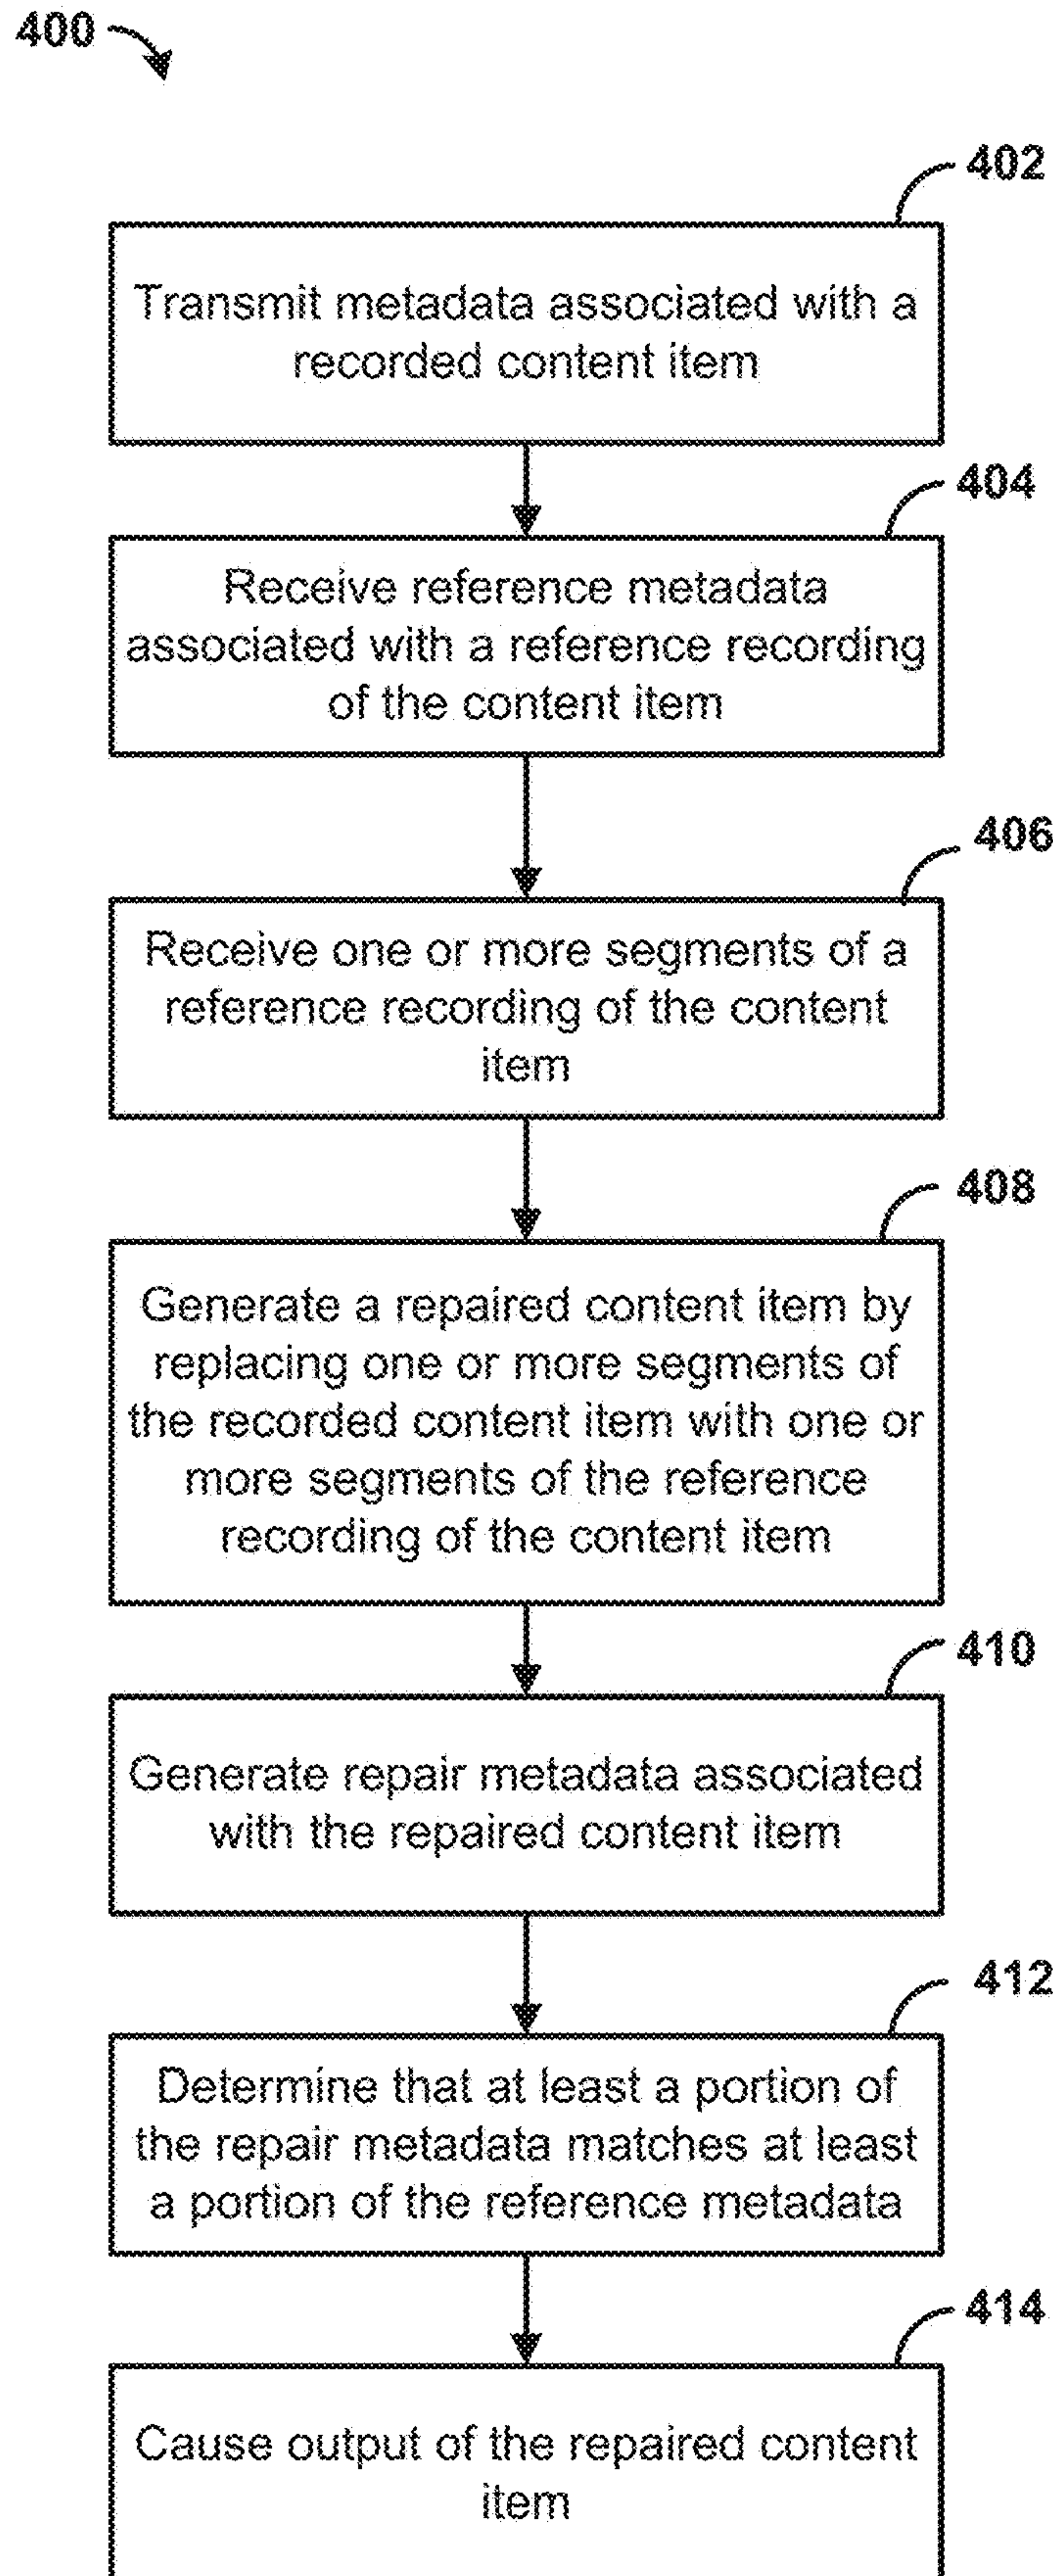 400
402
Transmit metadata associated with a
recorded content item
404
Receive reference metadata
associated with a reference recording
of the content item
406
Receive one or more segments of a
reference recording of the content
item
408
Generate a repaired content item by
replacing one or more segments of
the recorded content item with one or
more segments of the reference
recording of the content item
410
Generate repair metadata associated
with the repaired content item
412
Determine that at least a portion of
the repair metadata matches at least
a portion of the reference metadata
414
Cause output of the repaired content
item